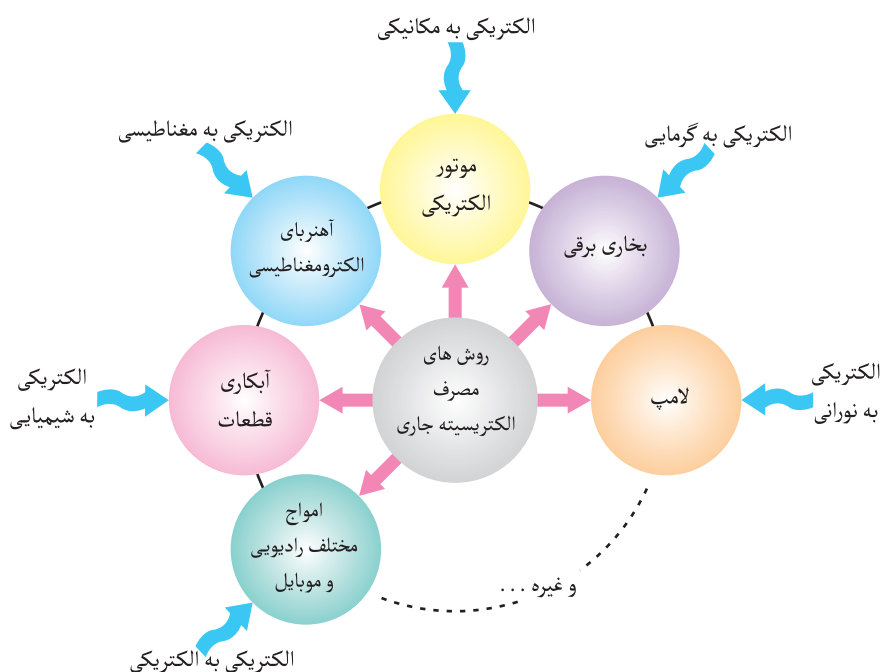 الکتریکی به مکانیکی
الکتریکی به گرمایی
الکتریکی به مغناطیسی
موتور
الکتریکی
بخاری برقی
آهنربای
الکترومغناطیسی
روش های
مصرف
الکتریسیته جاری
لامپ
الکتریکی
به نورانی
آبکاری
قطعات
الکتریکی
به شیمیایی
امواج
مختلف رادیویی
و موبایل
و غیره ...
الکتریکی به الکتریکی